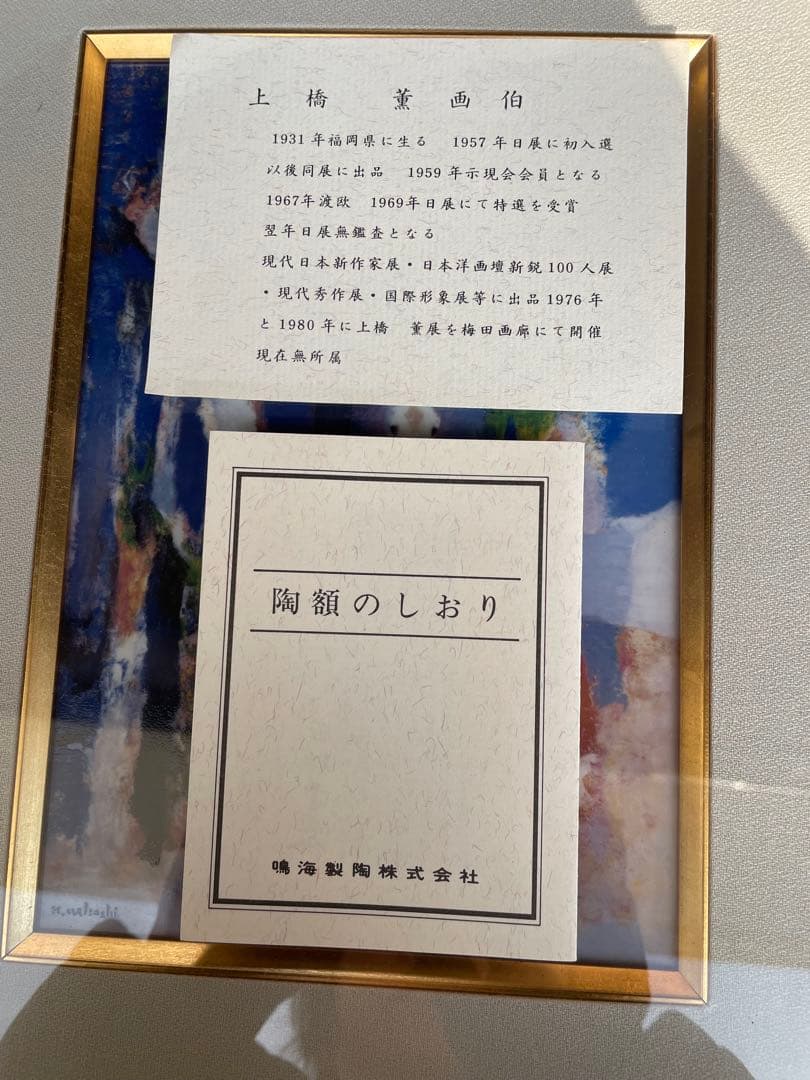 上橋 薫画伯
1931年福岡県に生る 1957年日展に初入選
以後同展に出品 1959年示現会会員となる
1967年渡欧 1969年日展にて特選を受賞
翌年日展無鑑査となる
現代日本新作家展・日本洋画壇新鋭100人展
・現代秀作展・国際形象展等に出品1976年
と1980年に上橋 薫展を梅田画廊にて開催
現在無所属
陶額のしおり
鳴海製陶株式会社